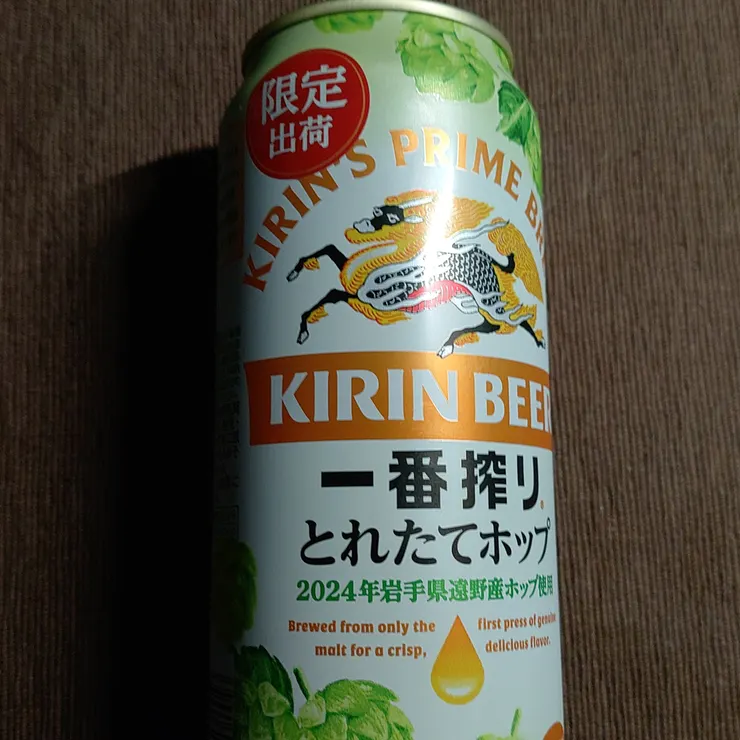 限定
出荷
KIRIN'S PRIME
KIRIN BEER
一番搾り
とれたてホップ
2024年岩手県遠野産ホップ使用
Brewed from only the
malt for a crisp,
first press of genuine
delicious flavor.